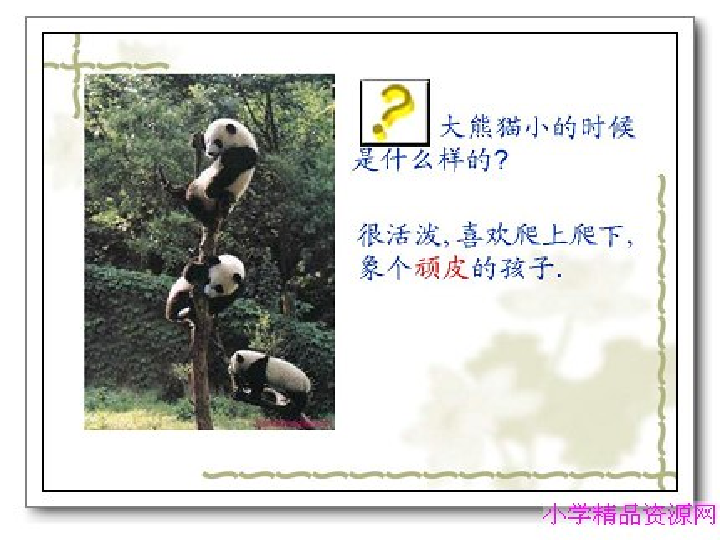 ?
大熊猫小的时候
是什么样的?
很活泼,喜欢爬上爬下,
象个顽皮的孩子.
小学精品资源网